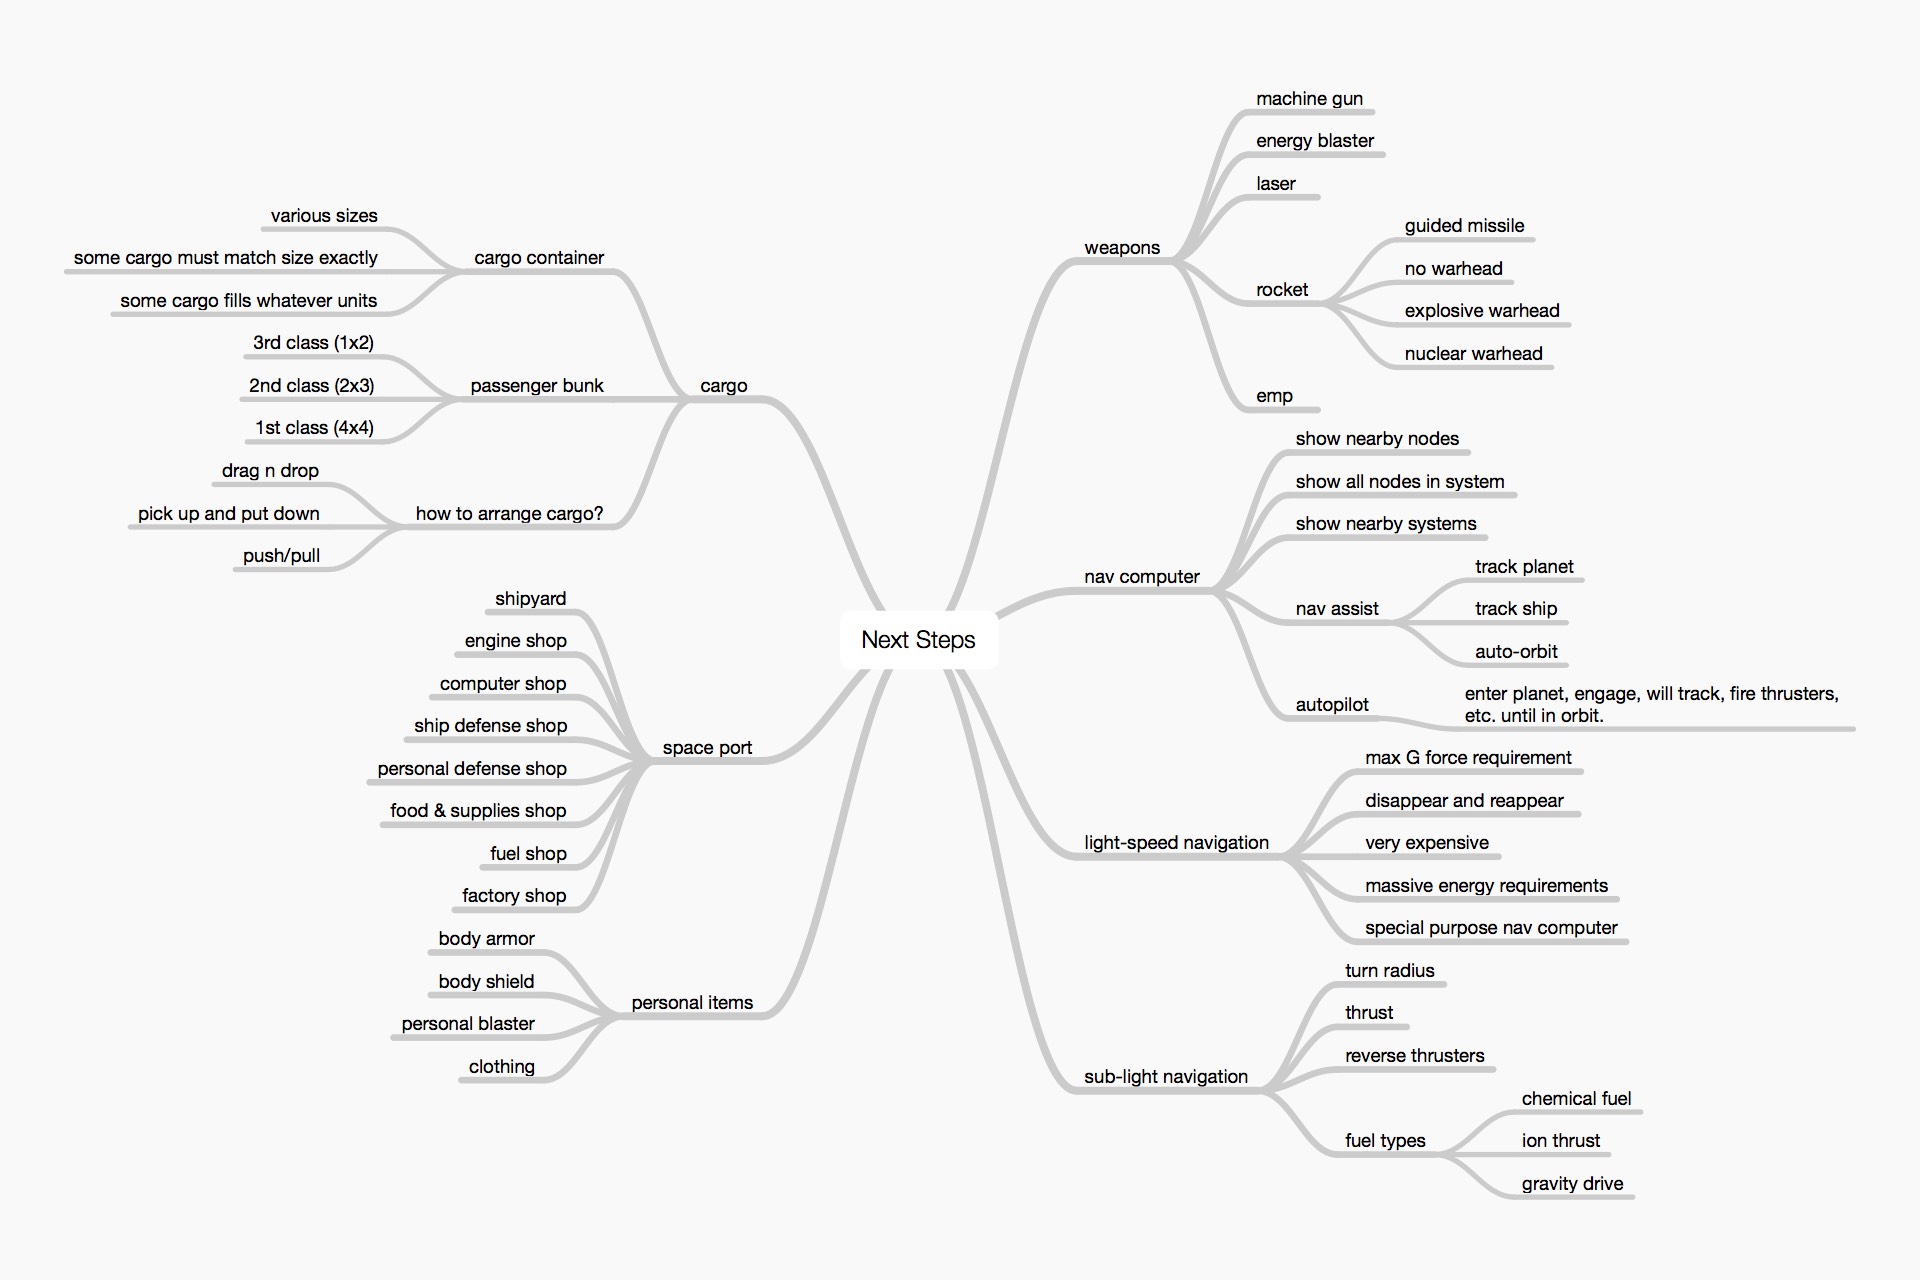 Next Steps
weapons
machine gun
energy blaster
laser
rocket
guided missile
no warhead
explosive warhead
nuclear warhead
emp
nav computer
show nearby nodes
show all nodes in system
show nearby systems
nav assist
track planet
track ship
auto-orbit
autopilot
enter planet, engage, will track, fire thrusters,
etc. until in orbit.
light-speed navigation
max G force requirement
disappear and reappear
very expensive
massive energy requirements
special purpose nav computer
sub-light navigation
turn radius
thrust
reverse thrusters
fuel types
chemical fuel
ion thrust
gravity drive
cargo
cargo container
various sizes
some cargo must match size exactly
some cargo fills whatever units
passenger bunk
3rd class (1x2)
2nd class (2x3)
1st class (4x4)
how to arrange cargo?
drag n drop
pick up and put down
push/pull
space port
shipyard
engine shop
computer shop
ship defense shop
personal defense shop
food & supplies shop
fuel shop
factory shop
personal items
body armor
body shield
personal blaster
clothing